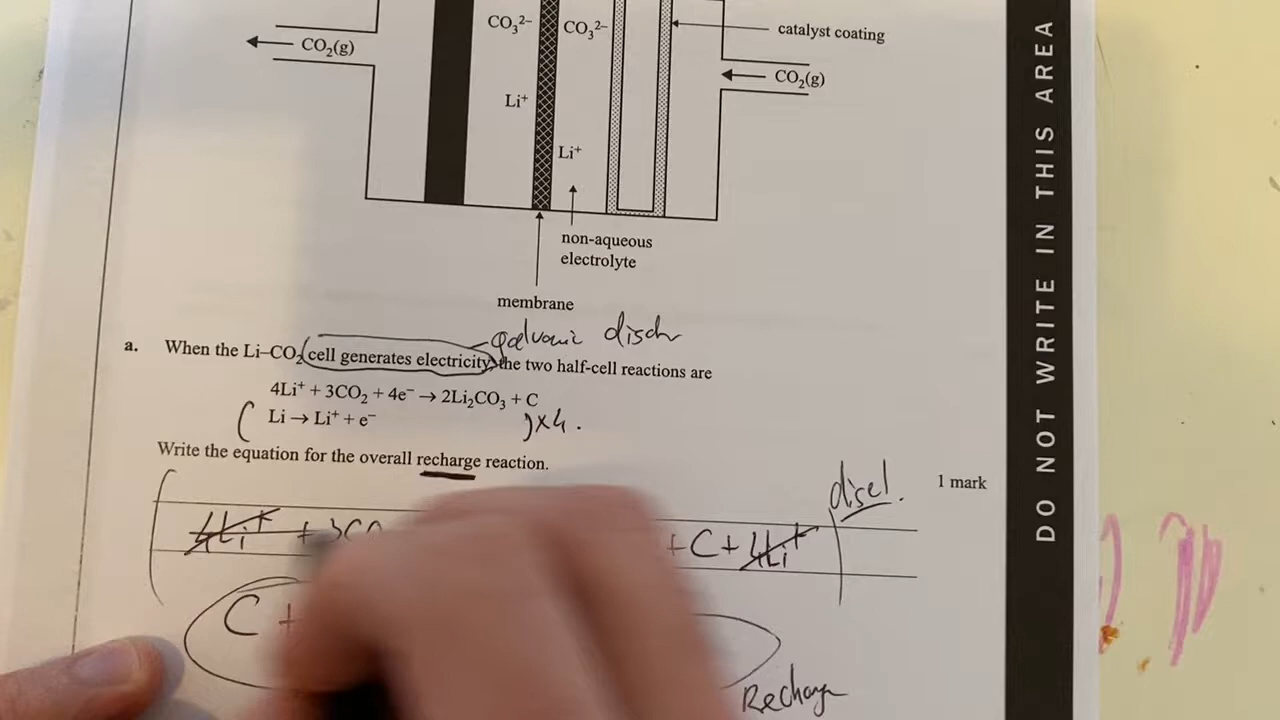 CO₃²⁻ CO₃²⁻ catalyst coating
CO₂(g)
CO₂(g)
Li⁺
Li⁺
non-aqueous
electrolyte
membrane
galvanic disch
a. When the Li–CO₂ cell generates electricity, the two half-cell reactions are
4Li⁺ + 3CO₂ + 4e⁻ → 2Li₂CO₃ + C
( Li → Li⁺ + e⁻ )x4.
Write the equation for the overall recharge reaction.
1 mark
4Li⁺ + 3CO + C + 4Li⁺
C +
Recharge
DO NOT WRITE IN THIS AREA